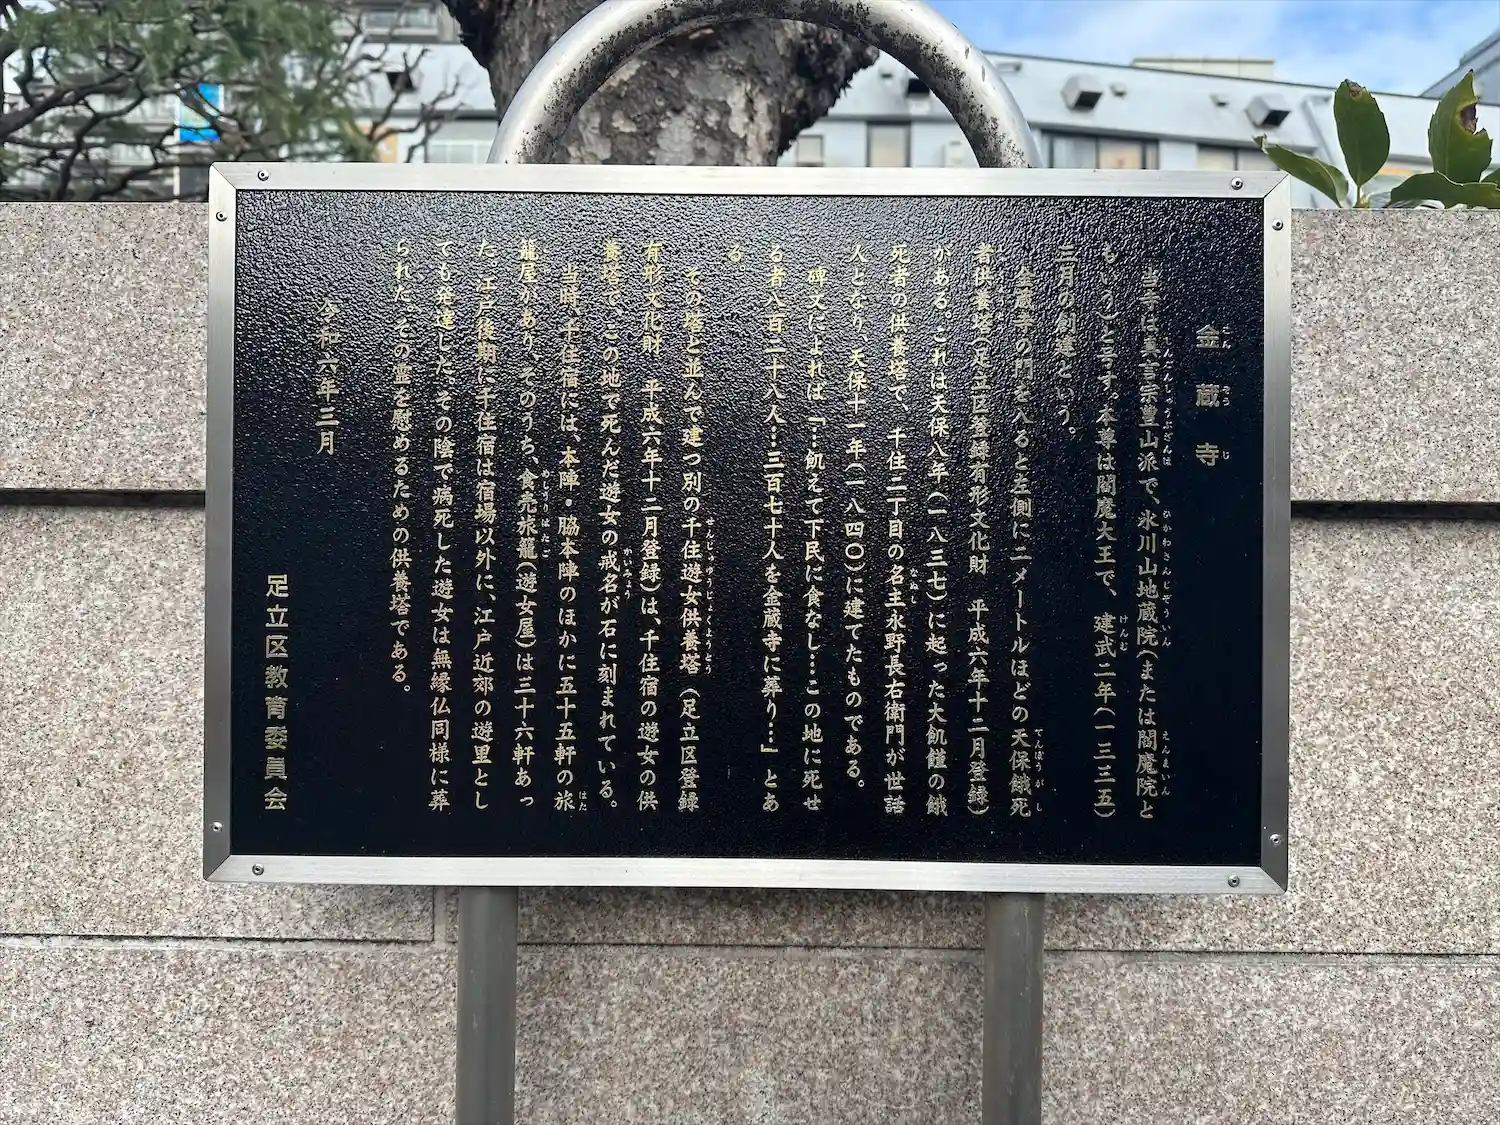 金蔵寺
当寺は真言宗豊山派で、氷川山地蔵院(または閻魔院と
もいう)と号す。本尊は閻魔大王で、建武二年(一三三五)
三月の創建という。
金蔵寺の門を入ると左側に二メートルほどの天保餓死
者供養塔(足立区登録有形文化財 平成六年十二月登録)
がある。これは天保八年(一八三七)に起った大飢饉の餓
死者の供養塔で、千住二丁目の名主永野長右衛門が世話
人となり、天保十一年(一八四〇)に建てたものである。
碑文によれば「…飢えて下民に食なし…この地に死せ
る者八百二十八人…三百七十人を金蔵寺に葬り…」とあ
る。
その塔と並んで建つ別の千住遊女供養塔(足立区登録
有形文化財 平成六年十二月登録)は、千住宿の遊女の供
養塔で、この地で死んだ遊女の戒名が石に刻まれている。
当時、千住宿には、本陣・脇本陣のほかに五十五軒の旅
籠屋があり、そのうち、食売旅籠(遊女屋)は三十六軒あっ
た。江戸後期に千住宿は宿場以外に、江戸近郊の遊里とし
ても発達した。その陰で病死した遊女は無縁仏同様に葬
られた。その霊を慰めるための供養塔である。
令和六年三月
足立区教育委員会